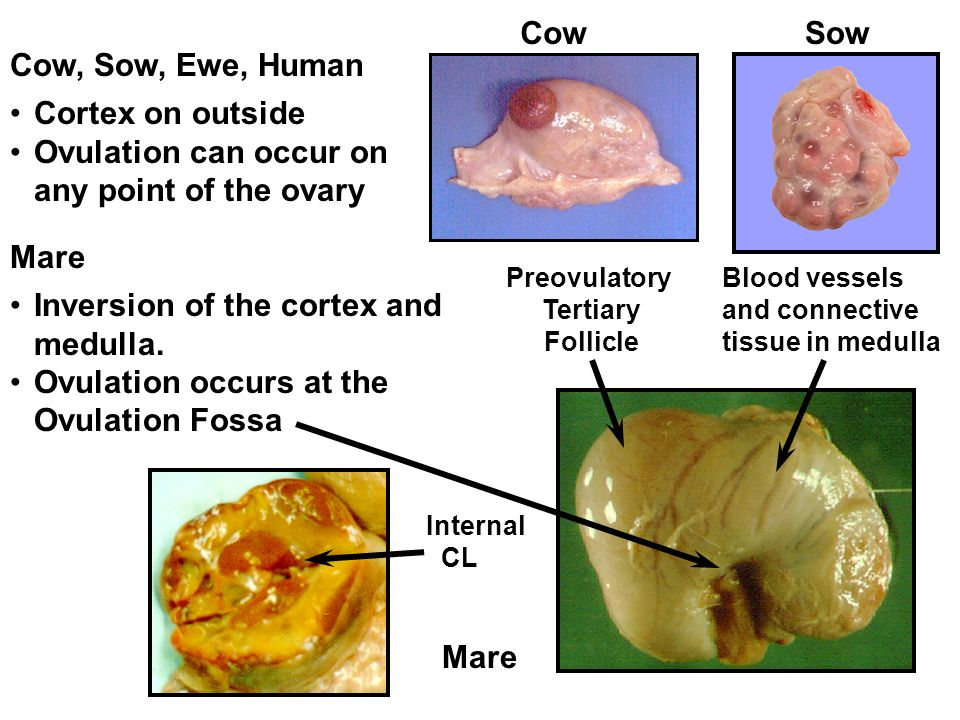 Cow
Sow
Cow, Sow, Ewe, Human
• Cortex on outside
• Ovulation can occur on
any point of the ovary
Mare
• Inversion of the cortex and
medulla.
• Ovulation occurs at the
Ovulation Fossa
Preovulatory
Tertiary
Follicle
Blood vessels
and connective
tissue in medulla
Internal
CL
Mare